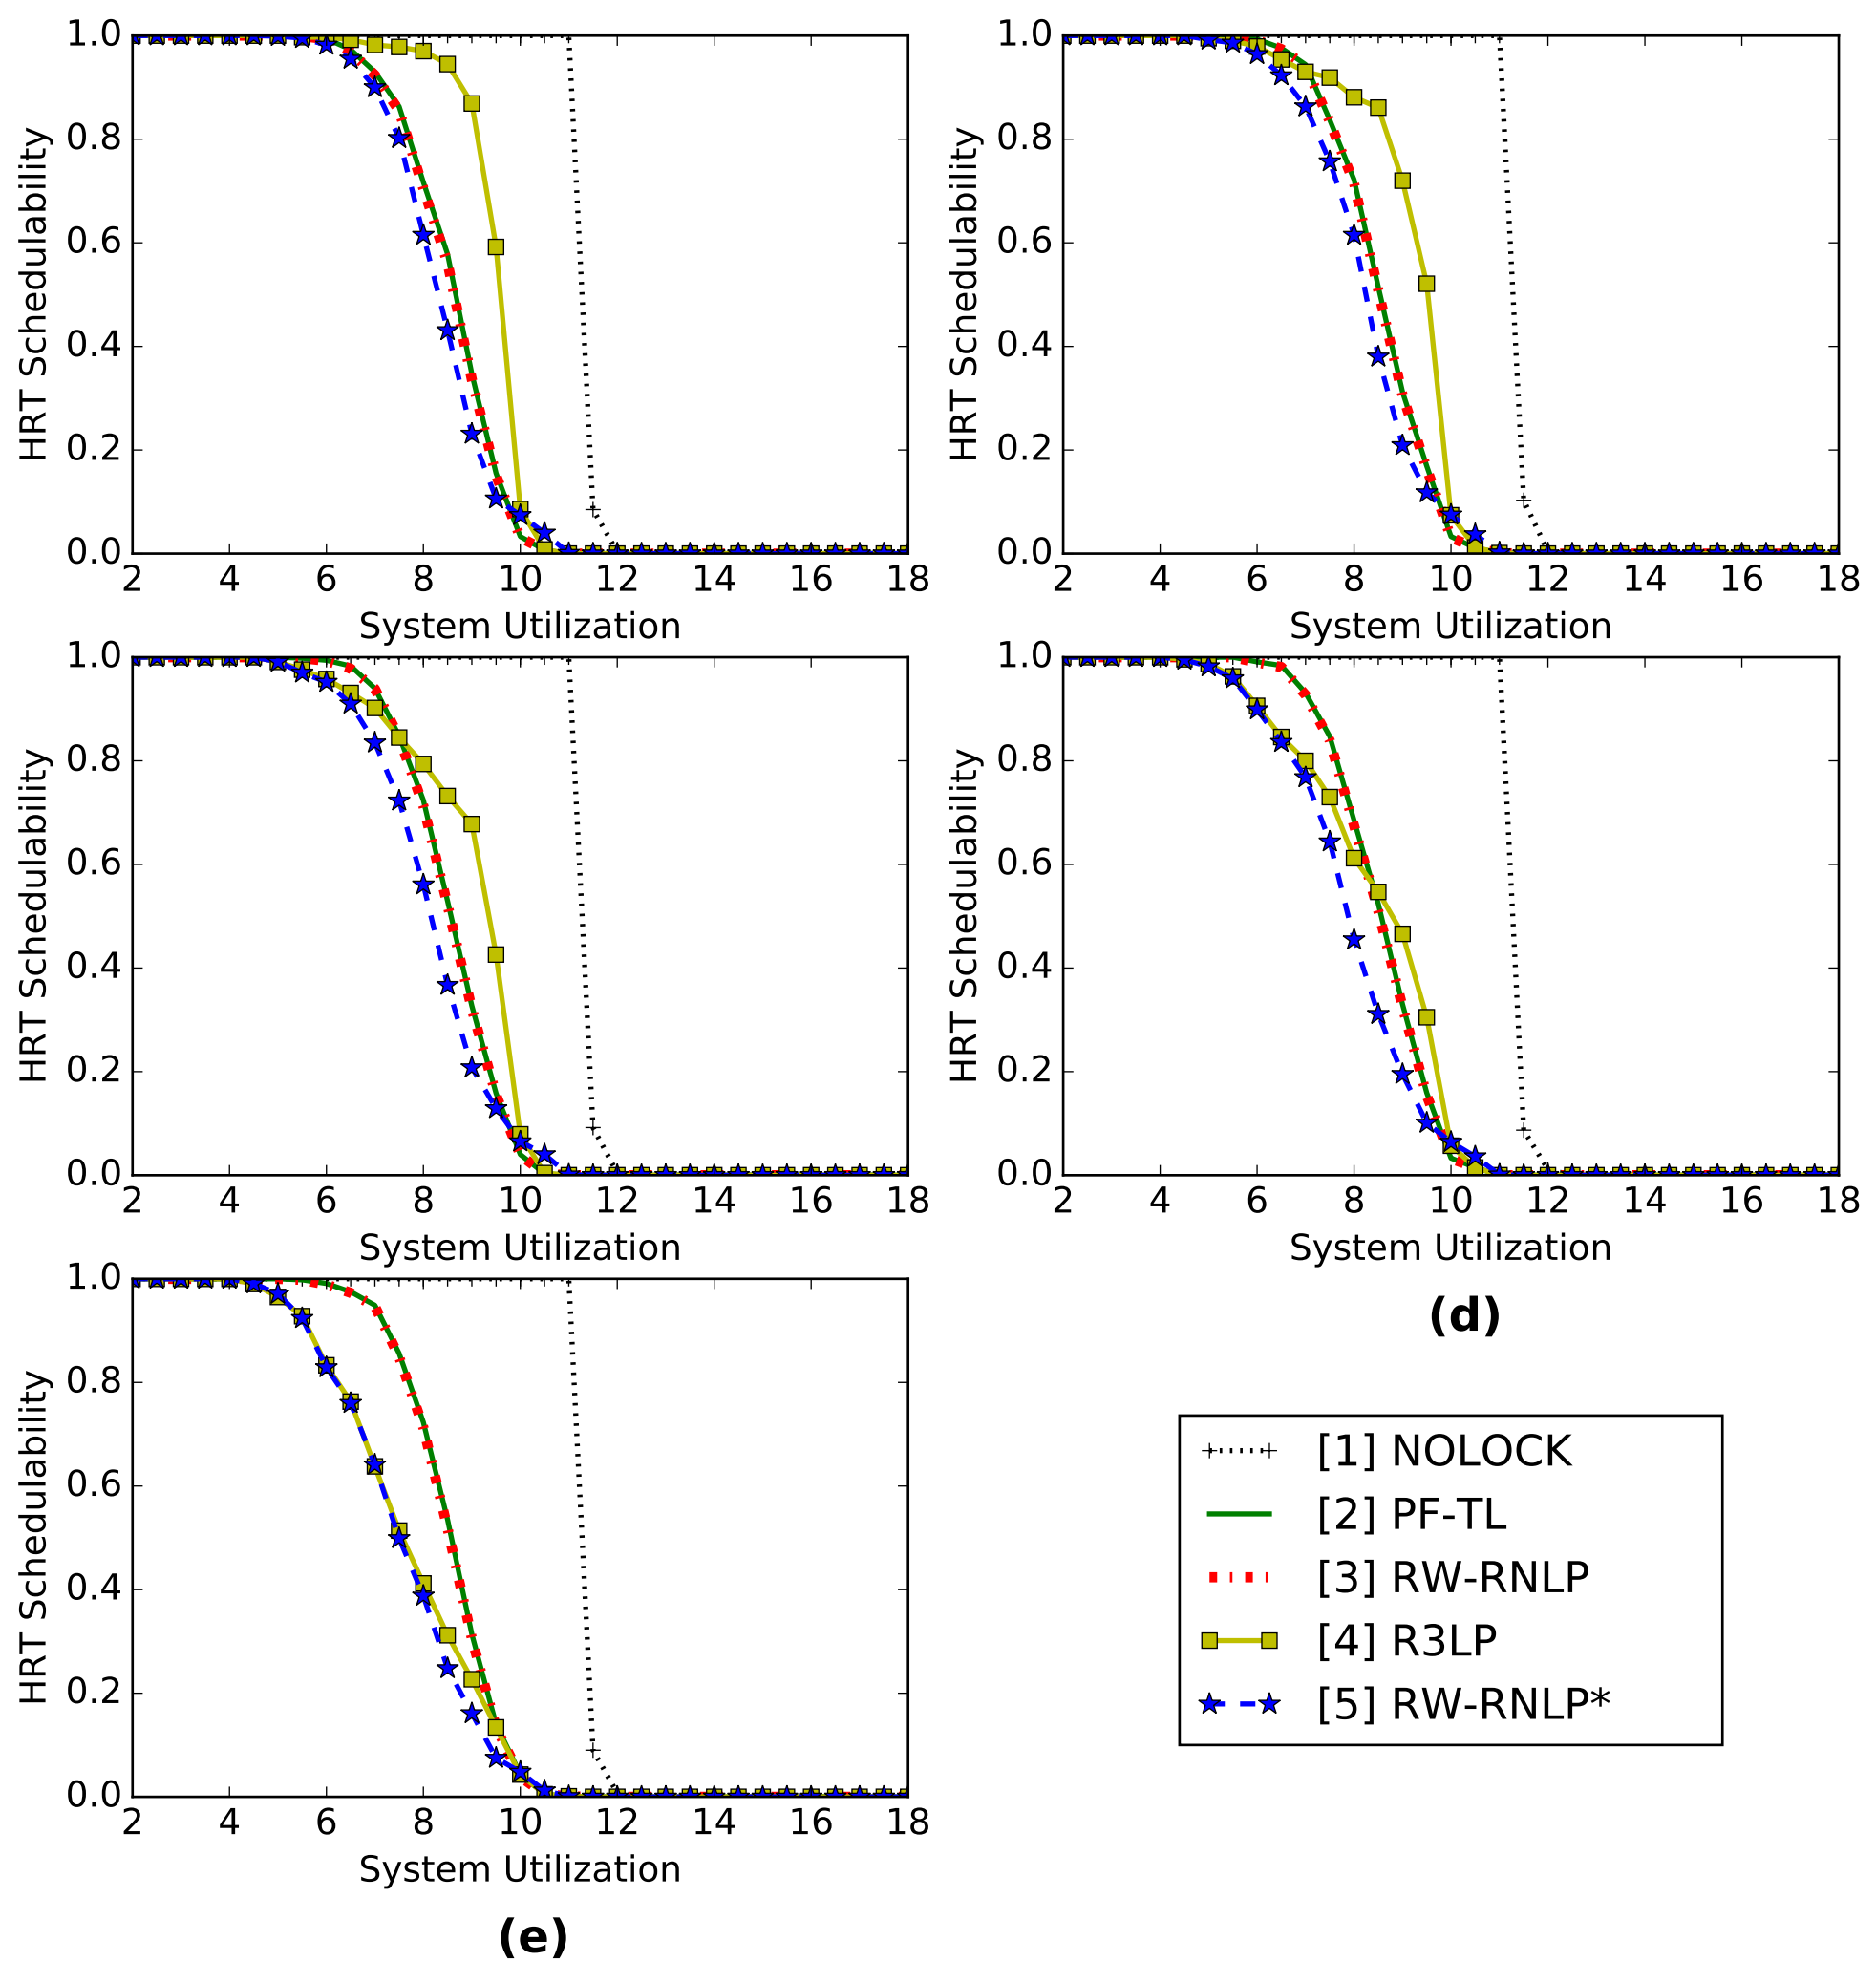 1.0
0.8
0.6
0.4
0.2
0.0
HRT Schedulability
2 4 6 8 10 12 14 16 18
System Utilization
1.0
0.8
0.6
0.4
0.2
0.0
HRT Schedulability
2 4 6 8 10 12 14 16 18
System Utilization
1.0
0.8
0.6
0.4
0.2
0.0
HRT Schedulability
2 4 6 8 10 12 14 16 18
System Utilization
1.0
0.8
0.6
0.4
0.2
0.0
HRT Schedulability
2 4 6 8 10 12 14 16 18
System Utilization
(d)
1.0
0.8
0.6
0.4
0.2
0.0
HRT Schedulability
2 4 6 8 10 12 14 16 18
System Utilization
(e)
[1] NOLOCK
[2] PF-TL
[3] RW-RNLP
[4] R3LP
[5] RW-RNLP*